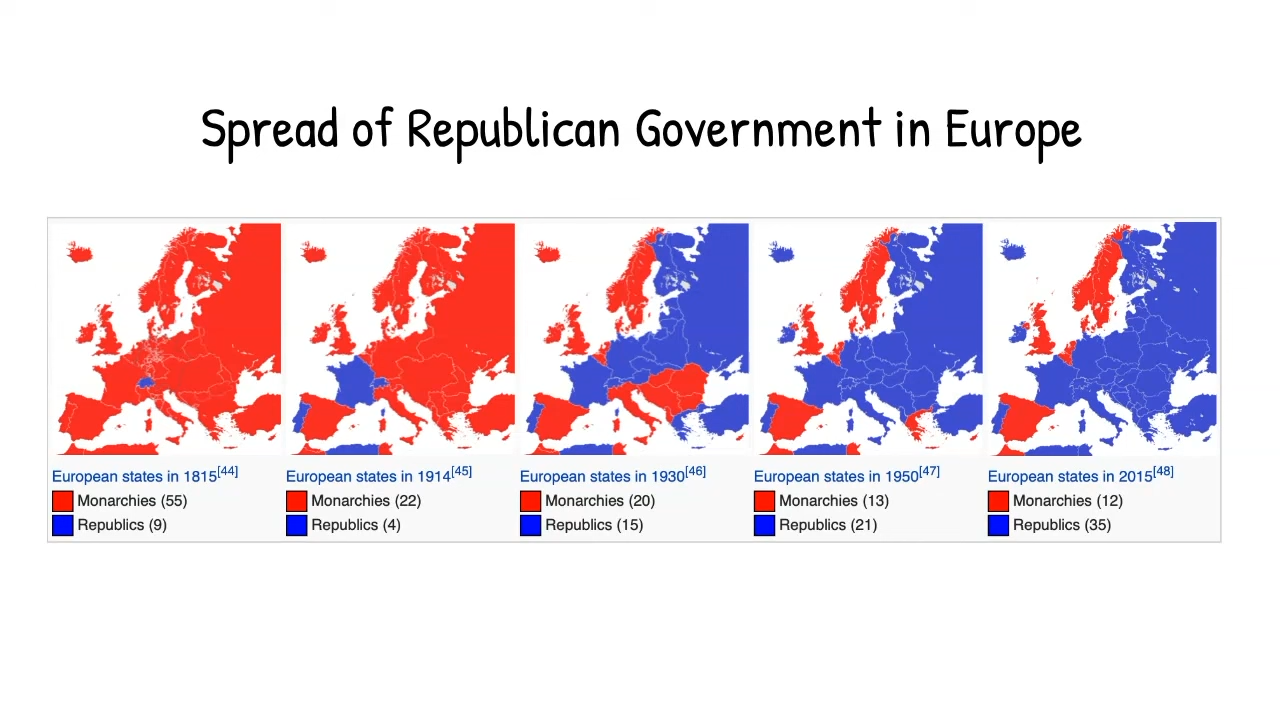 Spread of Republican Government in Europe
European states in 1815[44]
Monarchies (55)
Republics (9)
European states in 1914[45]
Monarchies (22)
Republics (4)
European states in 1930[46]
Monarchies (20)
Republics (15)
European states in 1950[47]
Monarchies (13)
Republics (21)
European states in 2015[48]
Monarchies (12)
Republics (35)